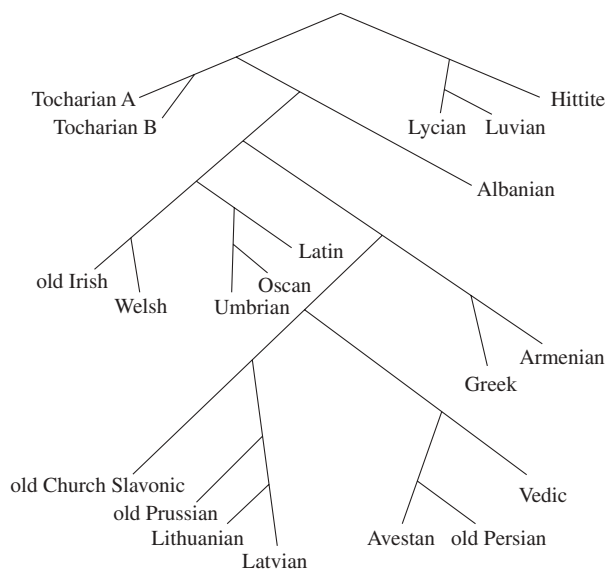 Tocharian A
Tocharian B
Hittite
Lycian
Luvian
Albanian
Latin
old Irish
Oscan
Welsh
Umbrian
Armenian
Greek
old Church Slavonic
Vedic
old Prussian
Lithuanian
Avestan
old Persian
Latvian